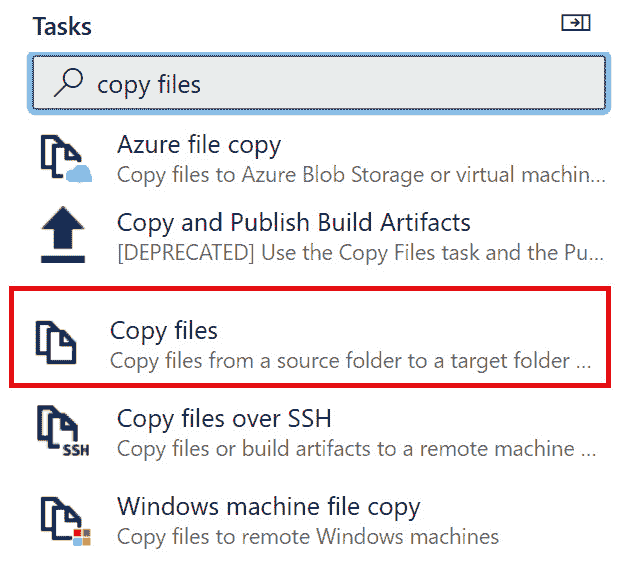 Tasks
copy files
Azure file copy
Copy files to Azure Blob Storage or virtual machin...
Copy and Publish Build Artifacts
[DEPRECATED] Use the Copy Files task and the Pu...
Copy files
Copy files from a source folder to a target folder ...
Copy files over SSH
SSH
Copy files or build artifacts to a remote machine ...
Windows machine file copy
Copy files to remote Windows machines